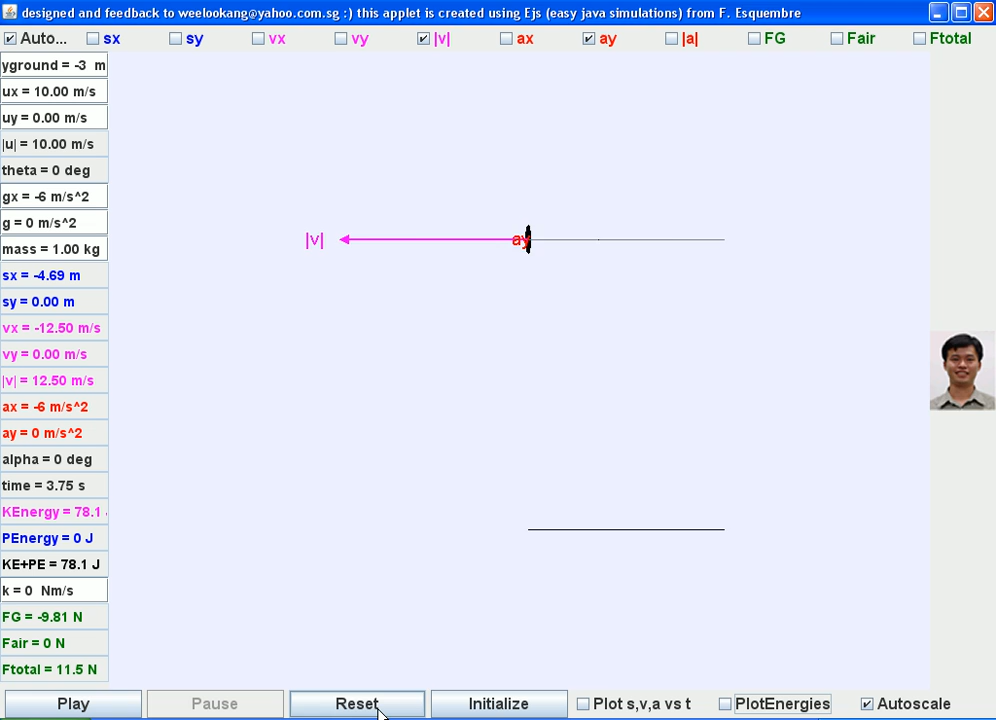 designed and feedback to weelookang@yahoo.com.sg :) this applet is created using Ejs (easy java simulations) from F. Esquembre
Auto... sx sy vx vy |v| ax ay |a| FG Fair Ftotal
yground = -3 m
ux = 10.00 m/s
uy = 0.00 m/s
|u| = 10.00 m/s
theta = 0 deg
gx = -6 m/s^2
g = 0 m/s^2
mass = 1.00 kg
sx = -4.69 m
sy = 0.00 m
vx = -12.50 m/s
vy = 0.00 m/s
|v| = 12.50 m/s
ax = -6 m/s^2
ay = 0 m/s^2
alpha = 0 deg
time = 3.75 s
KEnergy = 78.1
PEnergy = 0 J
KE+PE = 78.1 J
k = 0 Nm/s
FG = -9.81 N
Fair = 0 N
Ftotal = 11.5 N
|v| ay
Play Pause Reset Initialize Plot s,v,a vs t PlotEnergies Autoscale